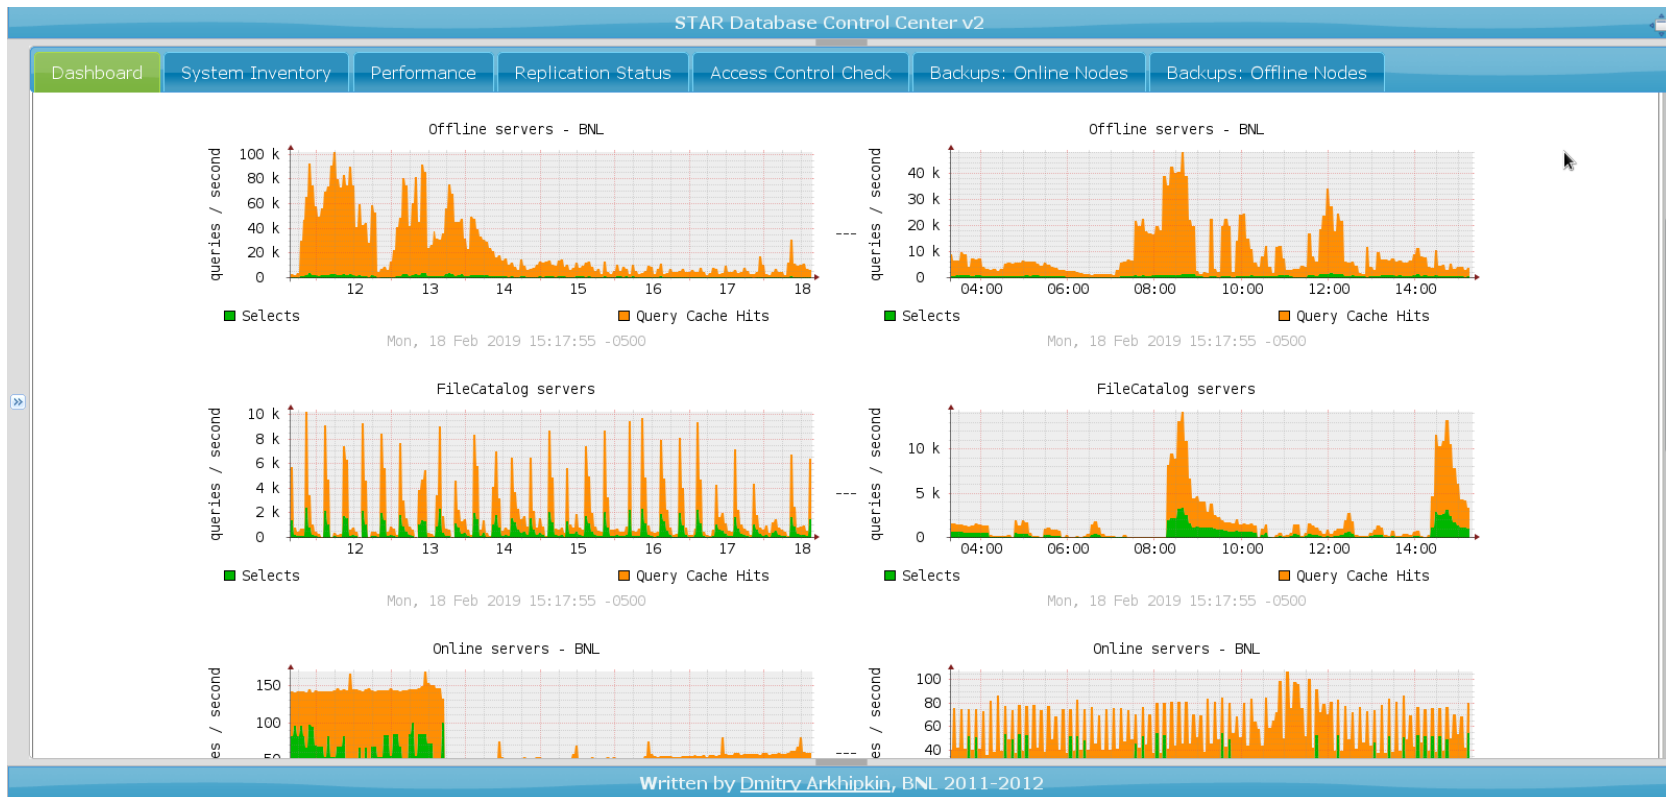 STAR Database Control Center v2
Dashboard System Inventory Performance Replication Status Access Control Check Backups: Online Nodes Backups: Offline Nodes
Offline servers - BNL
queries / second
100 k
80 k
60 k
40 k
20 k
0
12 13 14 15 16 17 18
Selects Query Cache Hits
Mon, 18 Feb 2019 15:17:55 -0500
---
Offline servers - BNL
queries / second
40 k
30 k
20 k
10 k
0
04:00 06:00 08:00 10:00 12:00 14:00
Selects Query Cache Hits
Mon, 18 Feb 2019 15:17:55 -0500
FileCatalog servers
queries / second
10 k
8 k
6 k
4 k
2 k
0
12 13 14 15 16 17 18
Selects Query Cache Hits
Mon, 18 Feb 2019 15:17:55 -0500
---
FileCatalog servers
queries / second
10 k
5 k
0
04:00 06:00 08:00 10:00 12:00 14:00
Selects Query Cache Hits
Mon, 18 Feb 2019 15:17:55 -0500
Online servers - BNL
es / second
150
100
50
---
Online servers - BNL
es / second
100
80
60
40
Written by Dmitry Arkhipkin, BNL 2011-2012